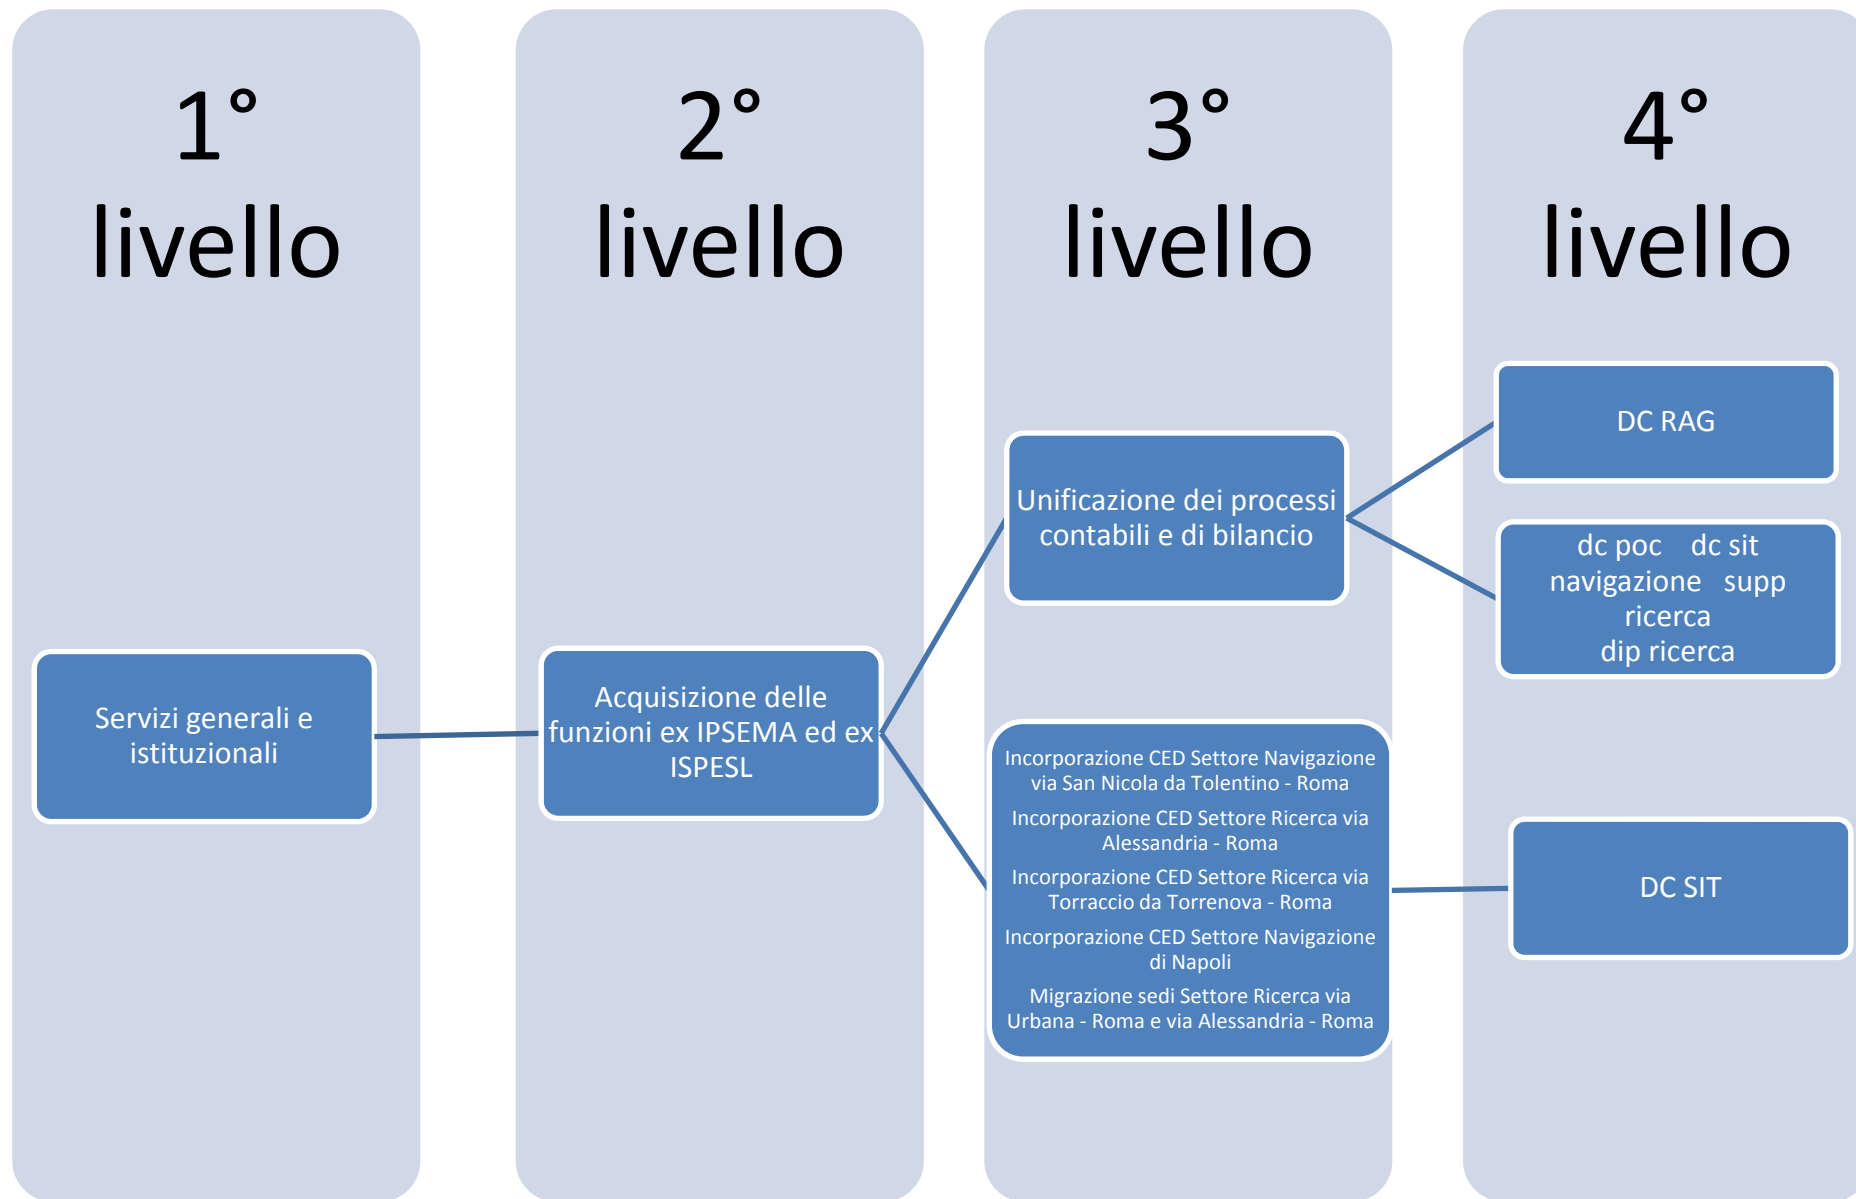 1°
livello
2°
livello
3°
livello
4°
livello
Servizi generali e
istituzionali
Acquisizione delle
funzioni ex IPSEMA ed ex
ISPESL
Unificazione dei processi
contabili e di bilancio
Incorporazione CED Settore Navigazione
via San Nicola da Tolentino - Roma
Incorporazione CED Settore Ricerca via
Alessandria - Roma
Incorporazione CED Settore Ricerca via
Torraccio da Torrenova - Roma
Incorporazione CED Settore Navigazione
di Napoli
Migrazione sedi Settore Ricerca via
Urbana - Roma e via Alessandria - Roma
DC RAG
dc poc dc sit
navigazione supp
ricerca
dip ricerca
DC SIT